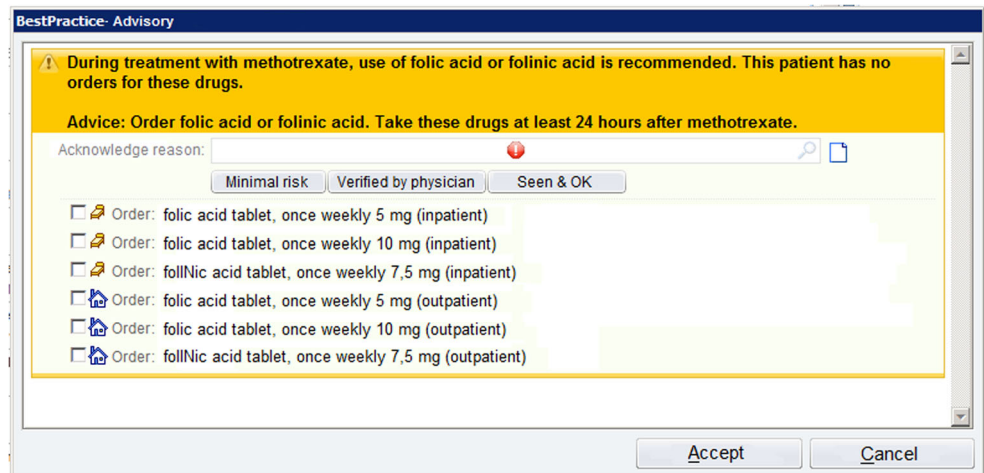 BestPractice- Advisory
During treatment with methotrexate, use of folic acid or folinic acid is recommended. This patient has no
orders for these drugs.
Advice: Order folic acid or folinic acid. Take these drugs at least 24 hours after methotrexate.
Acknowledge reason:
Minimal risk Verified by physician Seen & OK
Order: folic acid tablet, once weekly 5 mg (inpatient)
Order: folic acid tablet, once weekly 10 mg (inpatient)
Order: folINic acid tablet, once weekly 7,5 mg (inpatient)
Order: folic acid tablet, once weekly 5 mg (outpatient)
Order: folic acid tablet, once weekly 10 mg (outpatient)
Order: folINic acid tablet, once weekly 7,5 mg (outpatient)
Accept Cancel